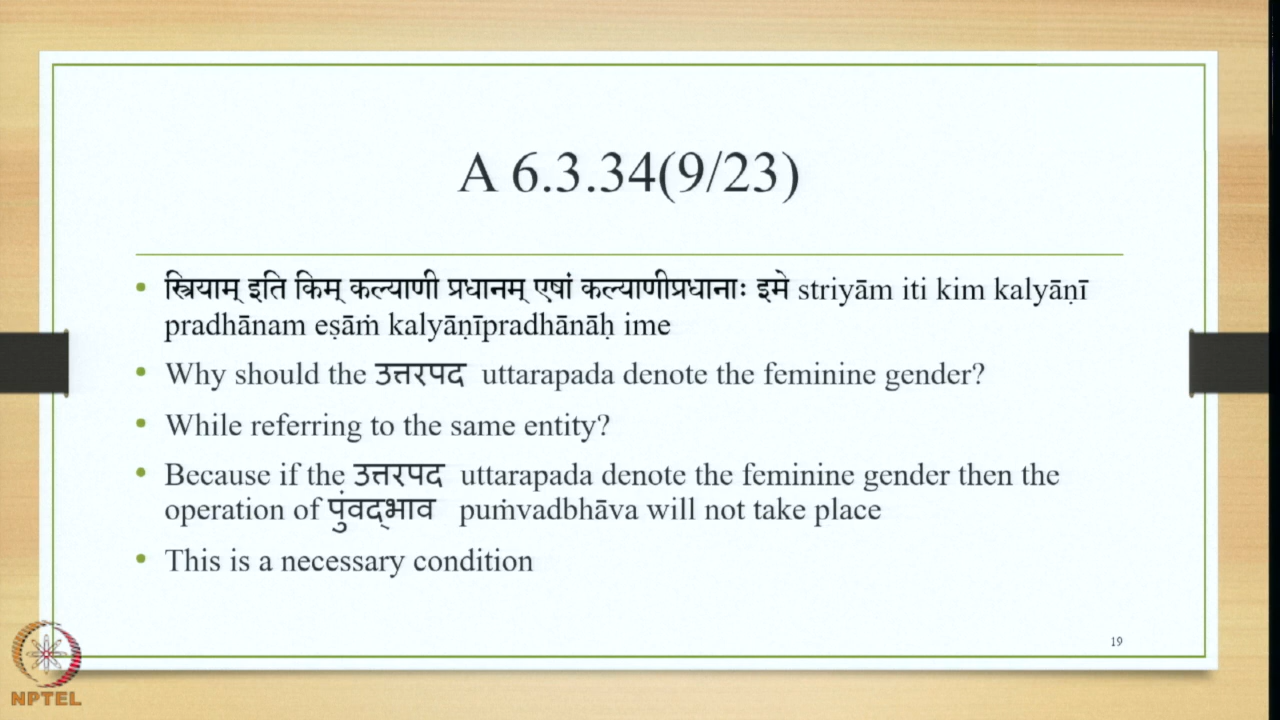 A 6.3.34(9/23)
• स्त्रियाम् इति किम् कल्याणी प्रधानम् एषां कल्याणीप्रधानाः इमे striyām iti kim kalyāṇī
pradhānam eṣāṁ kalyāṇīpradhānāḥ ime
• Why should the उत्तरपद uttarapada denote the feminine gender?
• While referring to the same entity?
• Because if the उत्तरपद uttarapada denote the feminine gender then the
operation of पुंवद्भाव puṁvadbhāva will not take place
• This is a necessary condition
19
NPTEL